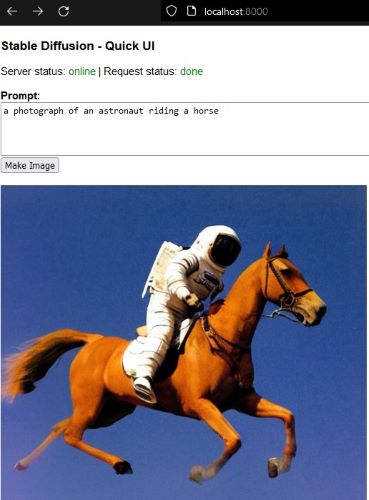 localhost:8000
Stable Diffusion - Quick UI
Server status: online | Request status: done
Prompt:
a photograph of an astronaut riding a horse
Make Image